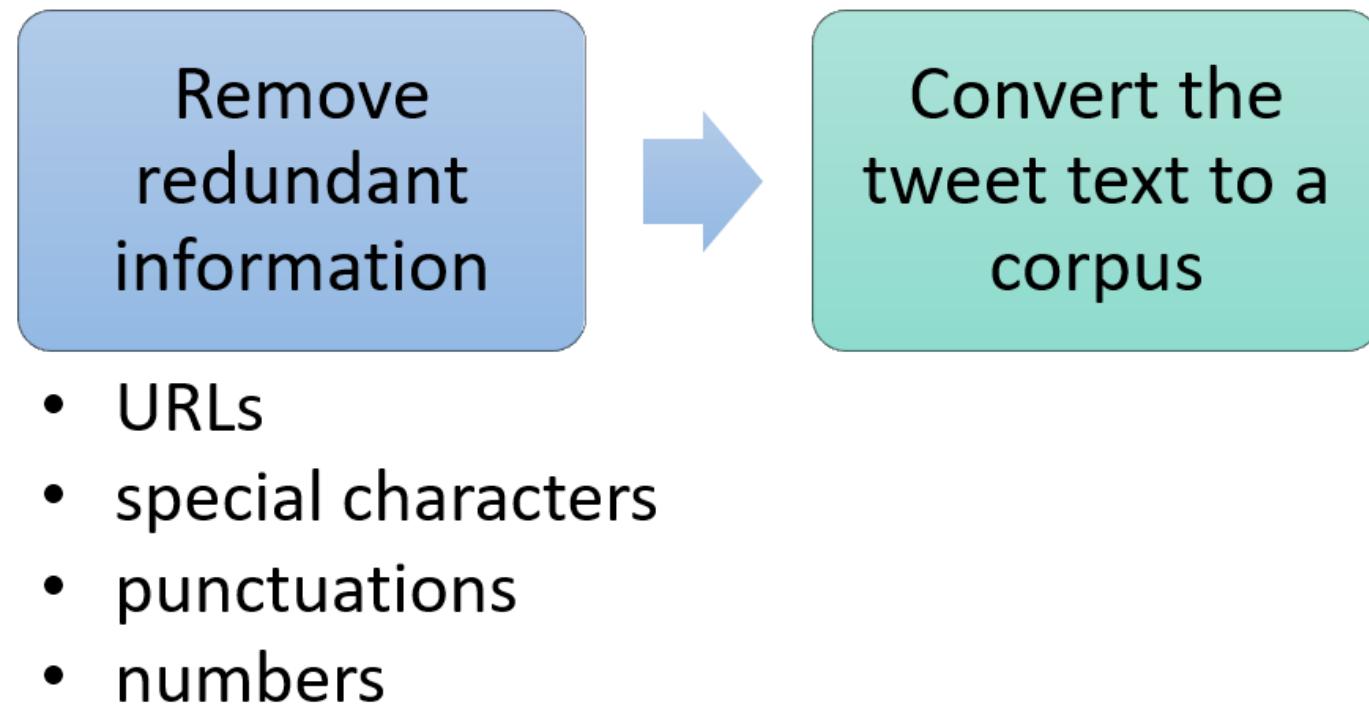 Remove
redundant
information
Convert the
tweet text to a
corpus
• URLs
• special characters
• punctuations
• numbers